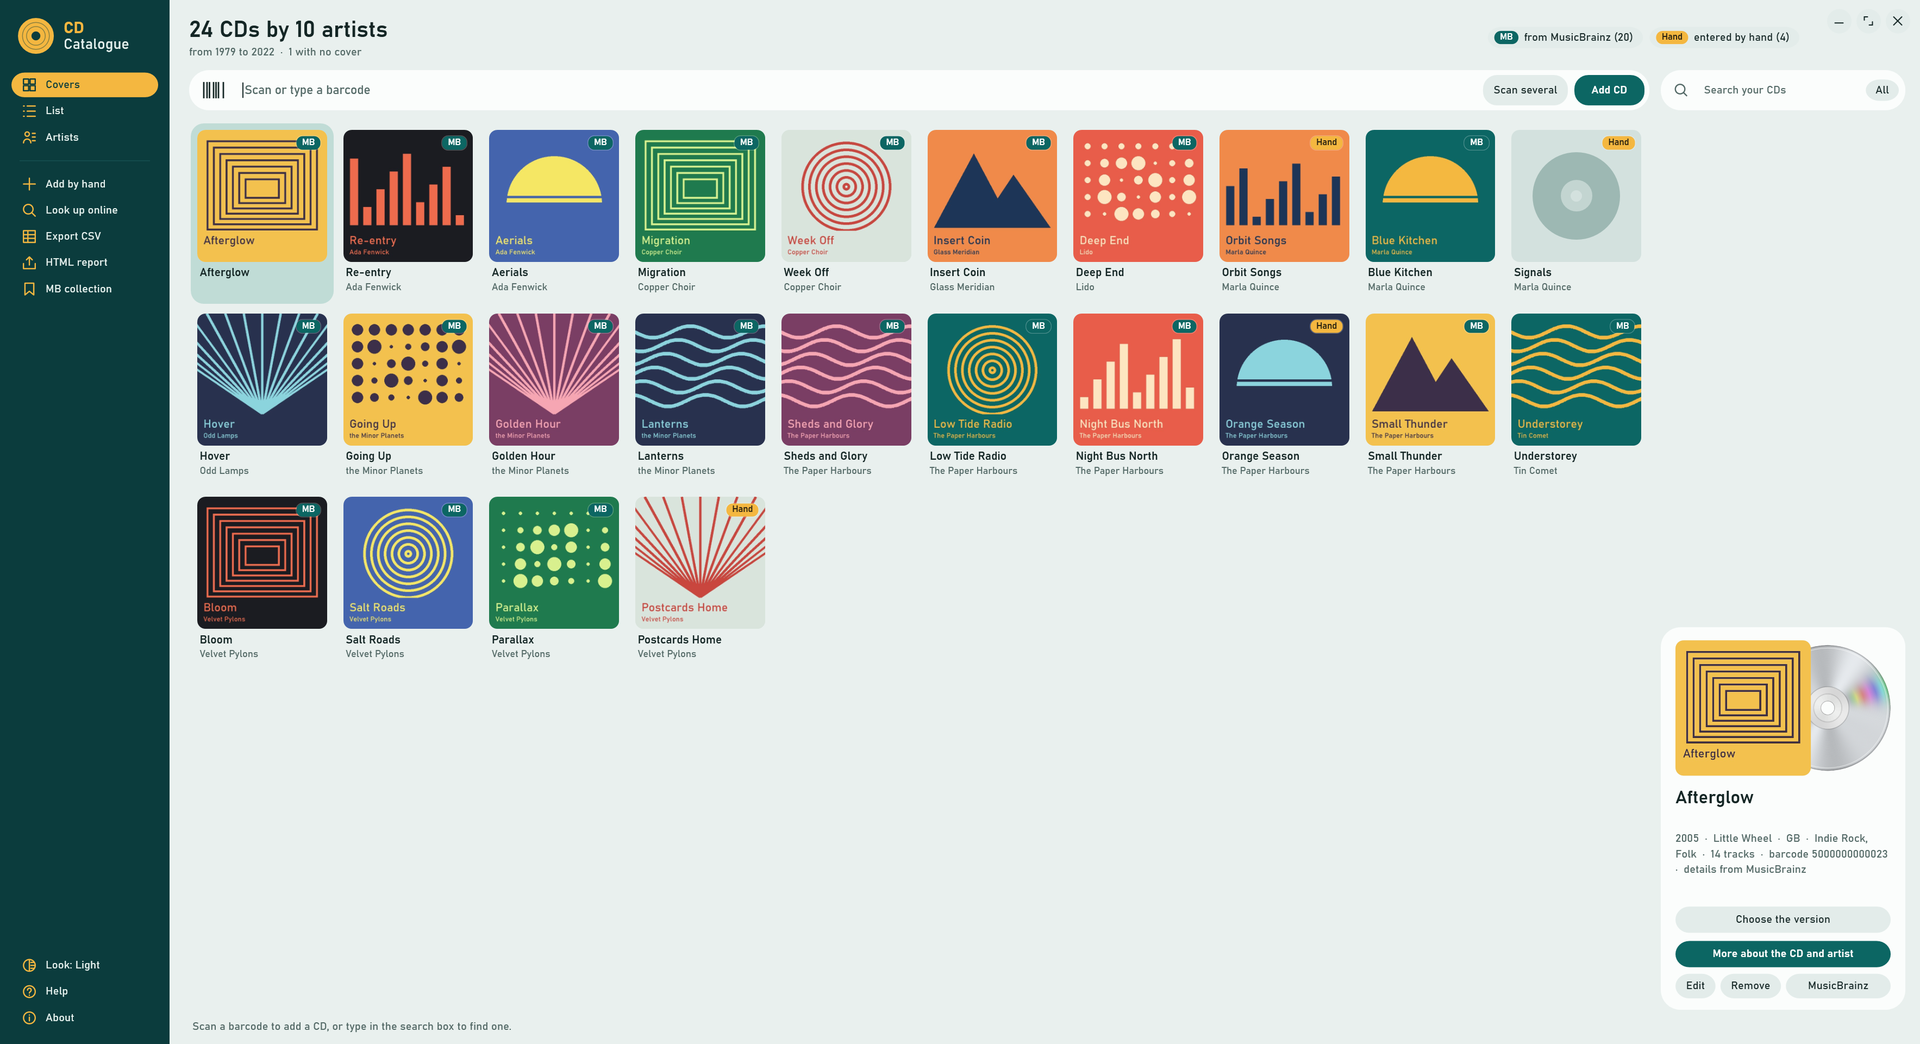 CD
Catalogue
Covers
List
Artists
Add by hand
Look up online
Export CSV
HTML report
MB collection
Look: Light
Help
About
24 CDs by 10 artists
from 1979 to 2022 · 1 with no cover
MB from MusicBrainz (20)
Hand entered by hand (4)
Scan or type a barcode
Scan several
Add CD
Search your CDs
All
MB
Afterglow
Afterglow
MB
Re-entry
Ada Fenwick
Re-entry
Ada Fenwick
MB
Aerials
Ada Fenwick
Aerials
Ada Fenwick
MB
Migration
Copper Choir
Migration
Copper Choir
MB
Week Off
Copper Choir
Week Off
Copper Choir
MB
Insert Coin
Glass Meridian
Insert Coin
Glass Meridian
MB
Deep End
Lido
Deep End
Lido
Hand
Orbit Songs
Marla Quince
Orbit Songs
Marla Quince
MB
Blue Kitchen
Marla Quince
Blue Kitchen
Marla Quince
Hand
Signals
Marla Quince
MB
Hover
Odd Lamps
Hover
Odd Lamps
MB
Going Up
the Minor Planets
Going Up
the Minor Planets
MB
Golden Hour
the Minor Planets
Golden Hour
the Minor Planets
MB
Lanterns
the Minor Planets
Lanterns
the Minor Planets
MB
Sheds and Glory
The Paper Harbours
Sheds and Glory
The Paper Harbours
MB
Low Tide Radio
The Paper Harbours
Low Tide Radio
The Paper Harbours
MB
Night Bus North
The Paper Harbours
Night Bus North
The Paper Harbours
Hand
Orange Season
The Paper Harbours
Orange Season
The Paper Harbours
MB
Small Thunder
The Paper Harbours
Small Thunder
The Paper Harbours
MB
Understorey
Tin Comet
Understorey
Tin Comet
MB
Bloom
Velvet Pylons
Bloom
Velvet Pylons
MB
Salt Roads
Velvet Pylons
Salt Roads
Velvet Pylons
MB
Parallax
Velvet Pylons
Parallax
Velvet Pylons
Hand
Postcards Home
Velvet Pylons
Postcards Home
Velvet Pylons
Afterglow
Afterglow
2005 · Little Wheel · GB · Indie Rock,
Folk · 14 tracks · barcode 5000000000023
· details from MusicBrainz
Choose the version
More about the CD and artist
Edit
Remove
MusicBrainz
Scan a barcode to add a CD, or type in the search box to find one.